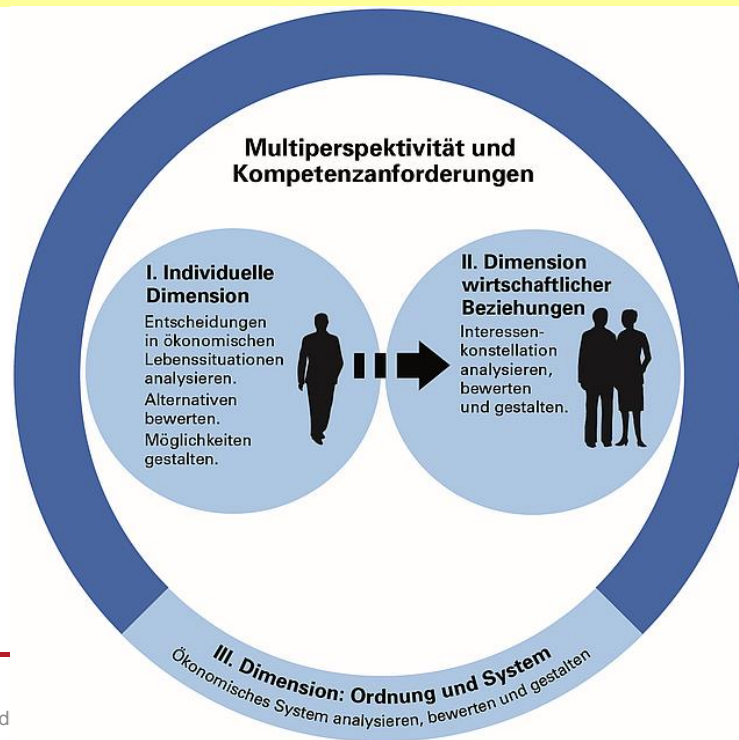 Multiperspektivität und
Kompetenzanforderungen
I. Individuelle
Dimension
Entscheidungen
in ökonomischen
Lebenssituationen
analysieren.
Alternativen
bewerten.
Möglichkeiten
gestalten.
II. Dimension
wirtschaftlicher
Beziehungen
Interessen-
konstellation
analysieren,
bewerten
und gestalten.
III. Dimension: Ordnung und System
Ökonomisches System analysieren, bewerten und gestalten